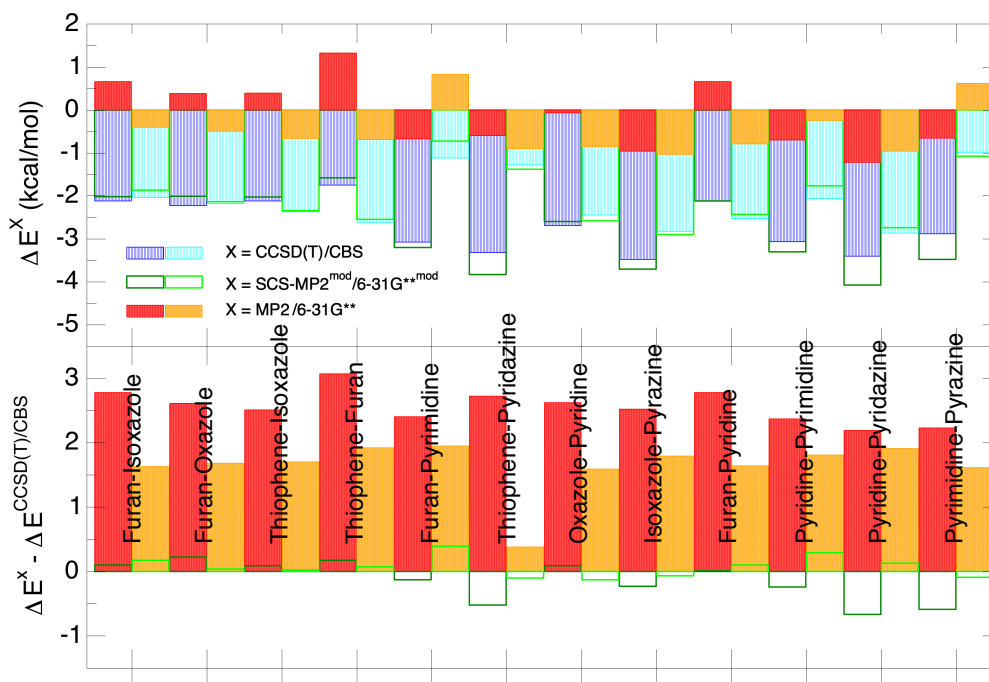 2
1
0
-1
-2
-3
-4
-5
ΔE^X (kcal/mol)
X = CCSD(T)/CBS
X = SCS-MP2^mod/6-31G**^mod
X = MP2/6-31G**
3
2
1
0
-1
ΔE^x - ΔE^CCSD(T)/CBS
Furan-Isoxazole
Furan-Oxazole
Thiophene-Isoxazole
Thiophene-Furan
Furan-Pyrimidine
Thiophene-Pyridazine
Oxazole-Pyridine
Isoxazole-Pyrazine
Furan-Pyridine
Pyridine-Pyrimidine
Pyridine-Pyridazine
Pyrimidine-Pyrazine